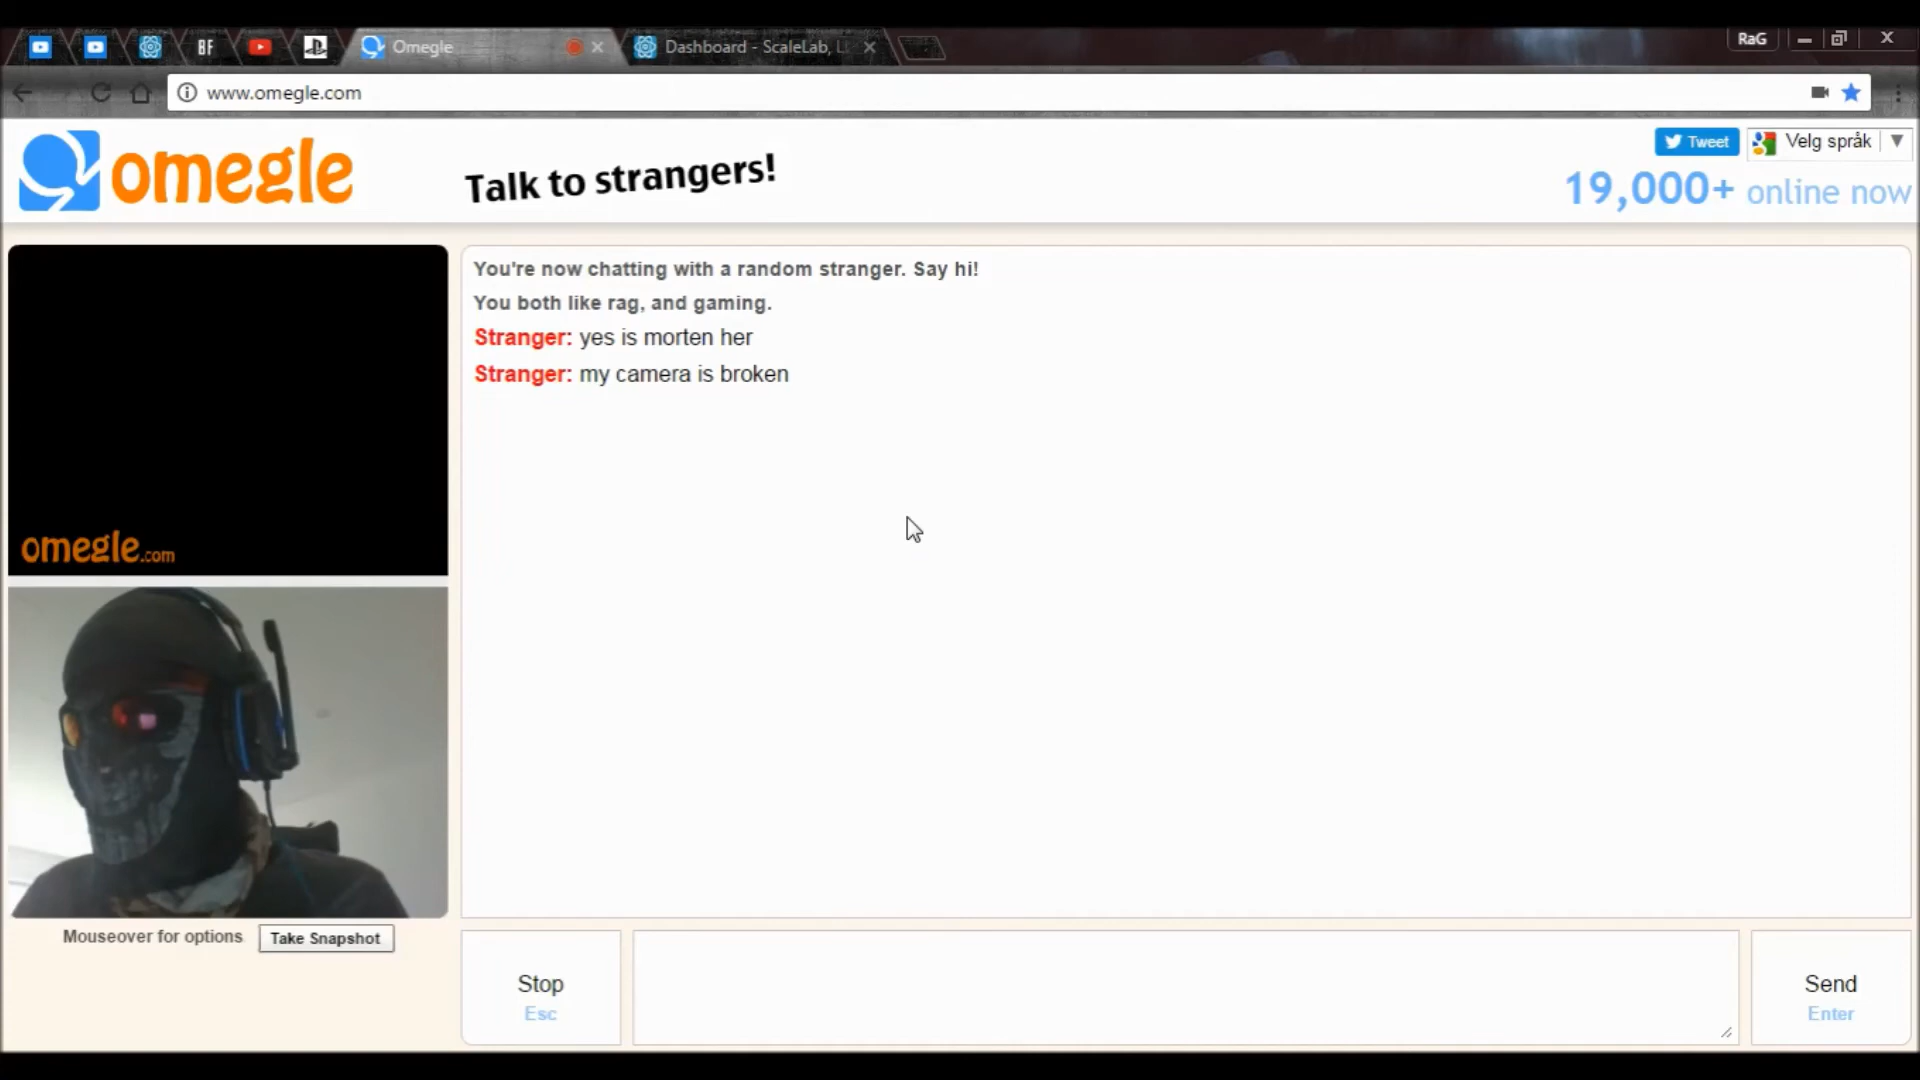 BF
Omegle
Dashboard - ScaleLab, L
RaG
www.omegle.com
omegle
Talk to strangers!
Tweet
Velg språk
19,000+ online now
You're now chatting with a random stranger. Say hi!
You both like rag, and gaming.
Stranger: yes is morten her
Stranger: my camera is broken
omegle.com
Mouseover for options
Take Snapshot
Stop
Esc
Send
Enter